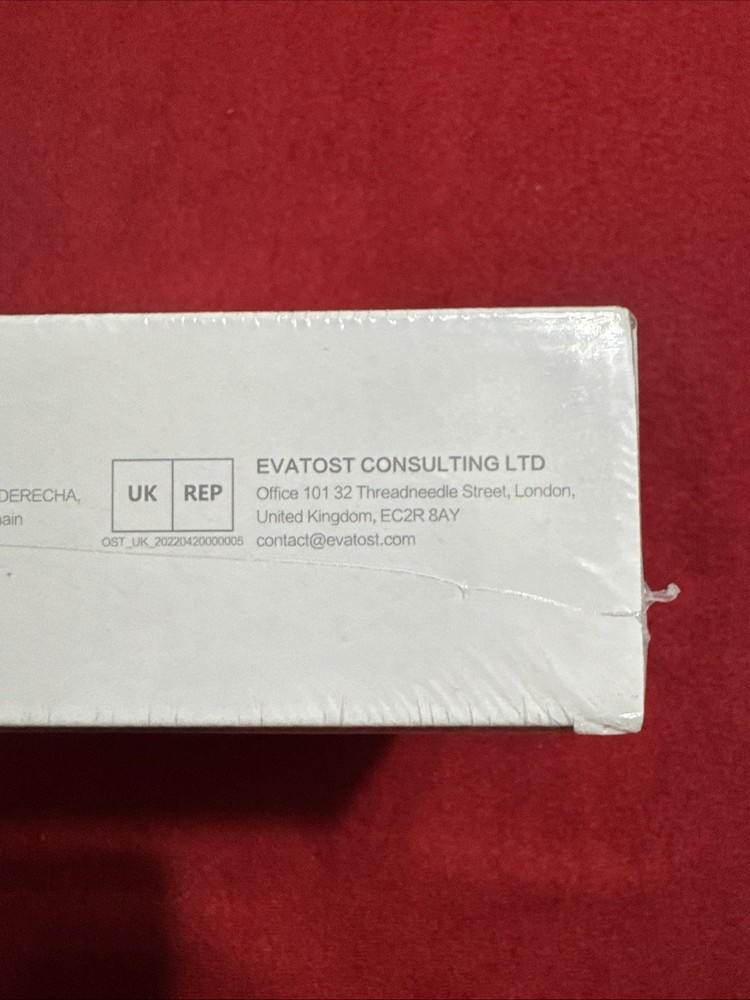 DERECHA,
UK REP
OST_UK_20220420000005
EVATOST CONSULTING LTD
Office 101 32 Threadneedle Street, London,
United Kingdom, EC2R 8AY
contact@evatost.com